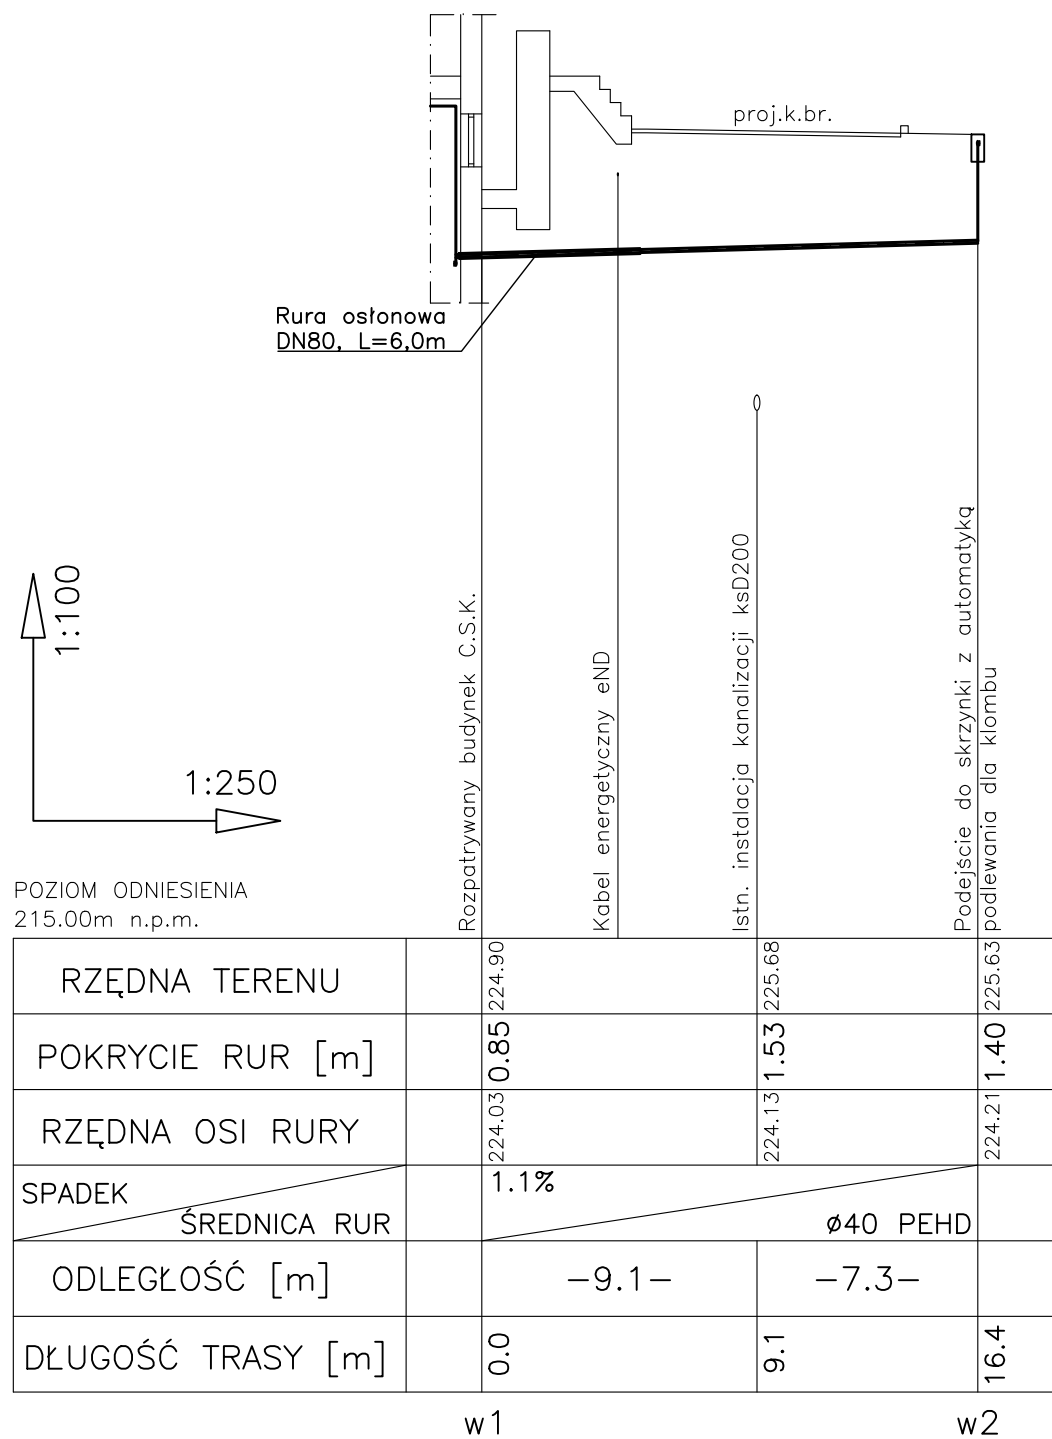 proj.k.br.
Rura osłonowa
DN80, L=6,0m
1:100
1:250
Rozpatrywany budynek C.S.K.
Kabel energetyczny eND
Istn. instalacja kanalizacji ksD200
Podejście do skrzynki z automatyką
podlewania dla klombu
POZIOM ODNIESIENIA
215.00m n.p.m.
RZĘDNA TERENU 224.90 225.68 225.63
POKRYCIE RUR [m] 0.85 1.53 1.40
RZĘDNA OSI RURY 224.03 224.13 224.21
SPADEK 1.1%
ŚREDNICA RUR ø40 PEHD
ODLEGŁOŚĆ [m] –9.1– –7.3–
DŁUGOŚĆ TRASY [m] 0.0 9.1 16.4
w1 w2